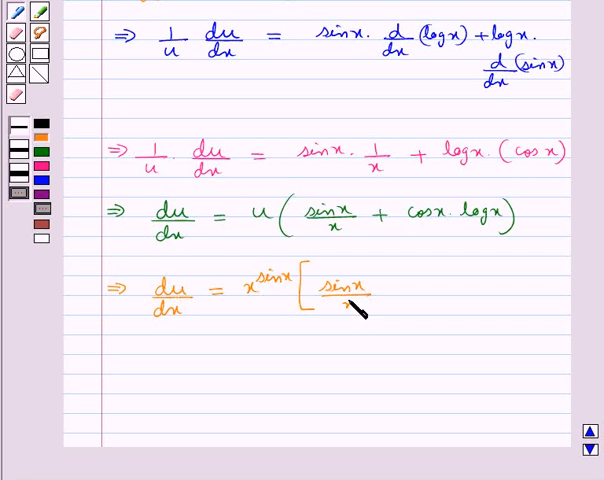 ⇒ 1/u du/dx = sinx · d/dx (logx) + logx ·
d/dx (sinx)
⇒ 1/u · du/dx = sinx · 1/x + logx · (cosx)
⇒ du/dx = u ( sinx/x + cosx · logx )
⇒ du/dx = x^sinx [ sinx/x